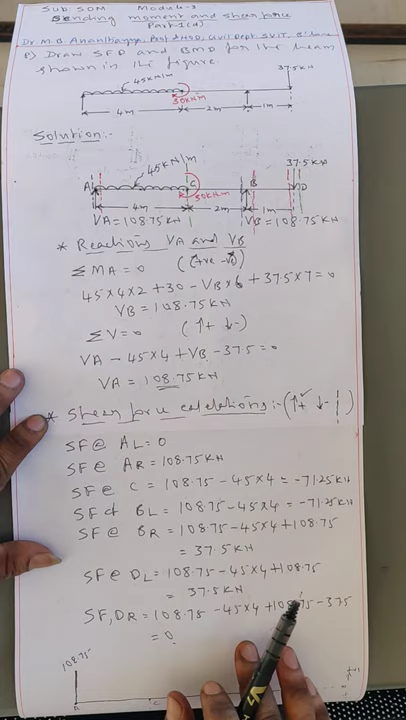 Sub SOM Module-3
Bending moment and shear force
Part-1(d)
Dr. M.B. Ananthayya, Prof & HOD, Civil Dept. SVIT,
P) Draw SFD and BMD for the beam
shown in the figure.
37.5KN
45KN/m
30KNm
4m 2m 1m
Solution:-
45KN/m
37.5KN
A C B D
30KNm
4m 2m 1m
VA=108.75KN VB=108.75KN
* Reactions VA and VB
ΣMA=0 (+ve -ve)
45×4×2+30-VB×6+37.5×7=0
VB=108.75KN
ΣV=0 (↑+ ↓-)
VA-45×4+VB-37.5=0
VA=108.75KN
* Shear force calculations:-(↑+ ↓-|)
SF@ AL=0
SF@ AR=108.75KN
SF@ C=108.75-45×4=-71.25KN
SF@ BL=108.75-45×4=-71.25KN
SF@ BR=108.75-45×4+108.75
=37.5KN
SF@ DL=108.75-45×4+108.75
=37.5KN
SF, DR=108.75-45×4+108.75-375
=0
108.75
A C